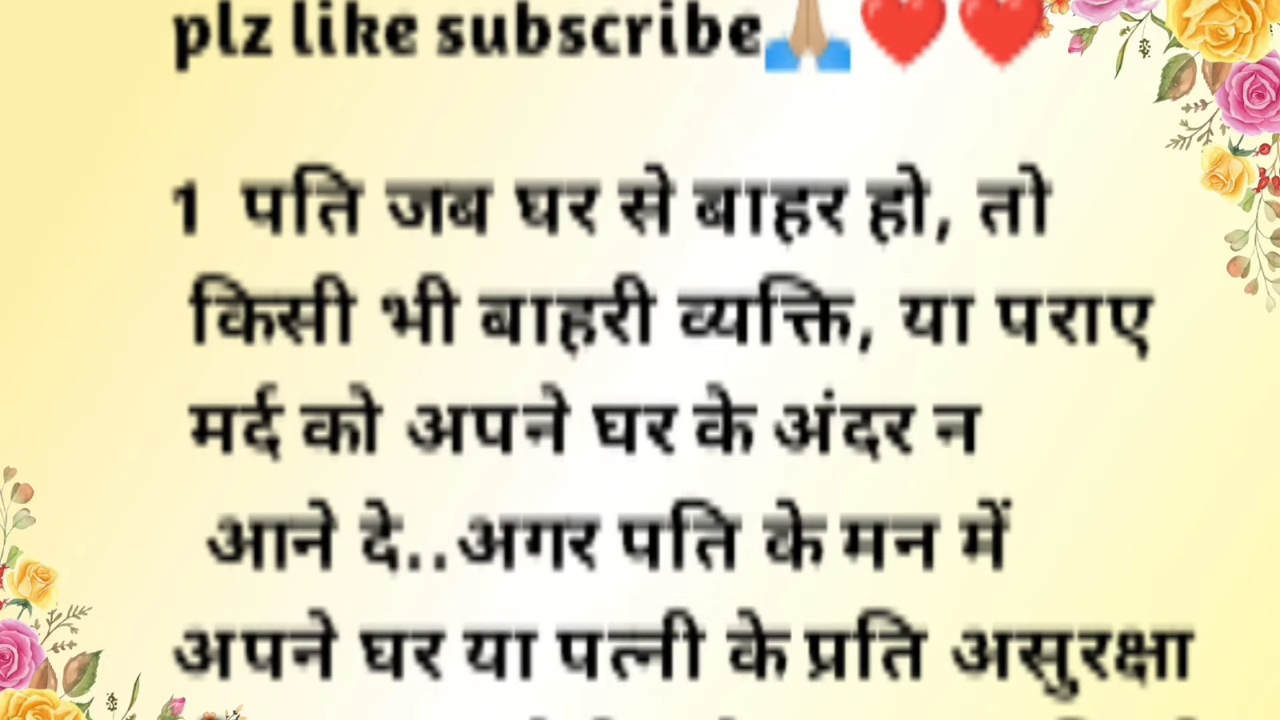 plz like subscribe🙏🏽❤️❤️
1 पति जब घर से बाहर हो, तो
किसी भी बाहरी व्यक्ति, या पराए
मर्द को अपने घर के अंदर न
आने दे..अगर पति के मन में
अपने घर या पत्नी के प्रति असुरक्षा